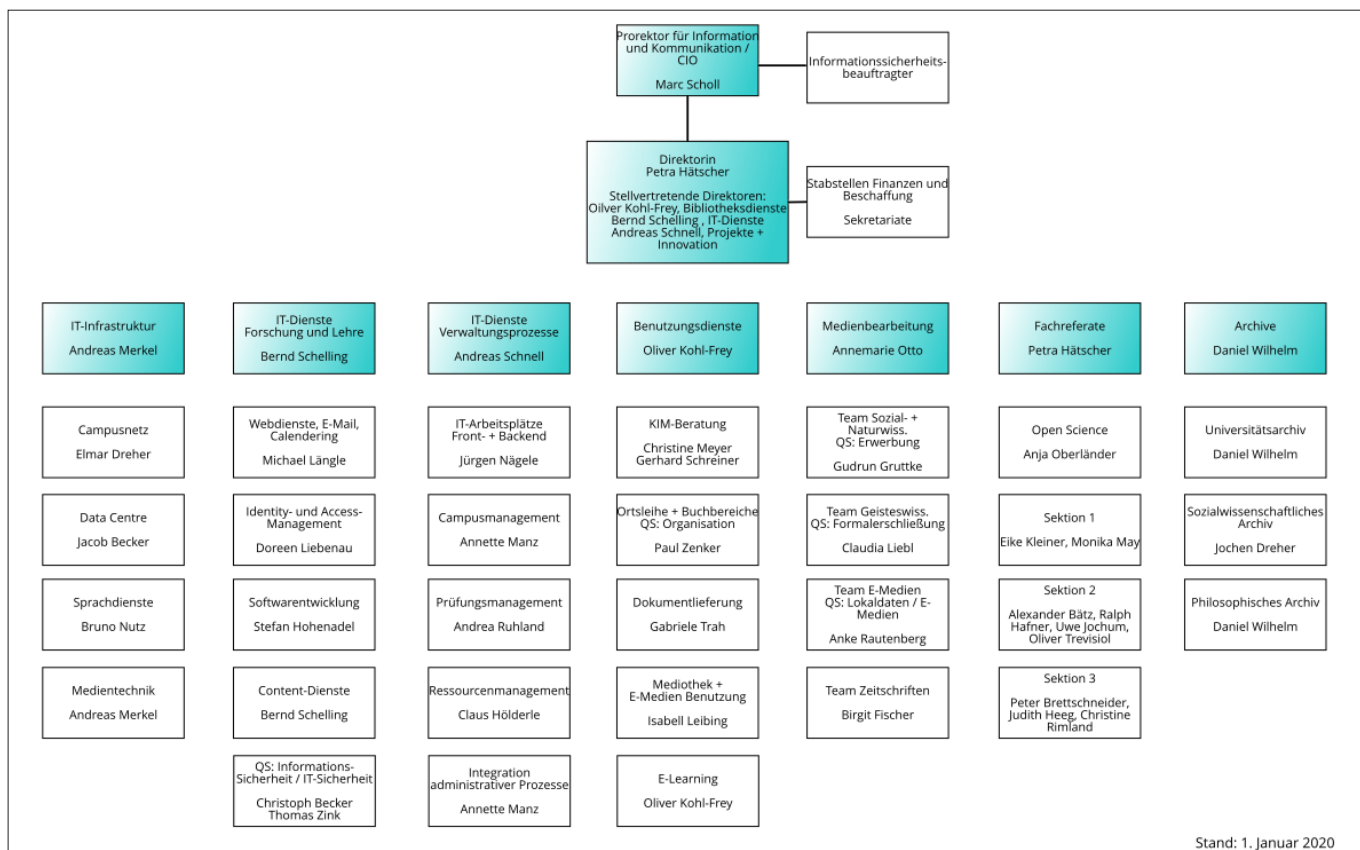 Prorektor für Information
und Kommunikation /
CIO
Marc Scholl
Informationssicherheits-
beauftragter
Direktorin
Petra Hätscher
Stellvertretende Direktoren:
Oilver Kohl-Frey, Bibliotheksdienste
Bernd Schelling , IT-Dienste
Andreas Schnell, Projekte +
Innovation
Stabstellen Finanzen und
Beschaffung
Sekretariate
IT-Infrastruktur
Andreas Merkel
IT-Dienste
Forschung und Lehre
Bernd Schelling
IT-Dienste
Verwaltungsprozesse
Andreas Schnell
Benutzungsdienste
Oliver Kohl-Frey
Medienbearbeitung
Annemarie Otto
Fachreferate
Petra Hätscher
Archive
Daniel Wilhelm
Campusnetz
Elmar Dreher
Webdienste, E-Mail,
Calendering
Michael Längle
IT-Arbeitsplätze
Front- + Backend
Jürgen Nägele
KIM-Beratung
Christine Meyer
Gerhard Schreiner
Team Sozial- +
Naturwiss.
QS: Erwerbung
Gudrun Gruttke
Open Science
Anja Oberländer
Universitätsarchiv
Daniel Wilhelm
Data Centre
Jacob Becker
Identity- und Access-
Management
Doreen Liebenau
Campusmanagement
Annette Manz
Ortsleihe + Buchbereiche
QS: Organisation
Paul Zenker
Team Geisteswiss.
QS: Formalerschließung
Claudia Liebl
Sektion 1
Eike Kleiner, Monika May
Sozialwissenschaftliches
Archiv
Jochen Dreher
Sprachdienste
Bruno Nutz
Softwarentwicklung
Stefan Hohenadel
Prüfungsmanagement
Andrea Ruhland
Dokumentlieferung
Gabriele Trah
Team E-Medien
QS: Lokaldaten / E-
Medien
Anke Rautenberg
Sektion 2
Alexander Bätz, Ralph
Hafner, Uwe Jochum,
Oliver Trevisiol
Philosophisches Archiv
Daniel Wilhelm
Medientechnik
Andreas Merkel
Content-Dienste
Bernd Schelling
Ressourcenmanagement
Claus Hölderle
Mediothek +
E-Medien Benutzung
Isabell Leibing
Team Zeitschriften
Birgit Fischer
Sektion 3
Peter Brettschneider,
Judith Heeg, Christine
Rimland
QS: Informations-
Sicherheit / IT-Sicherheit
Christoph Becker
Thomas Zink
Integration
administrativer Prozesse
Annette Manz
E-Learning
Oliver Kohl-Frey
Stand: 1. Januar 2020